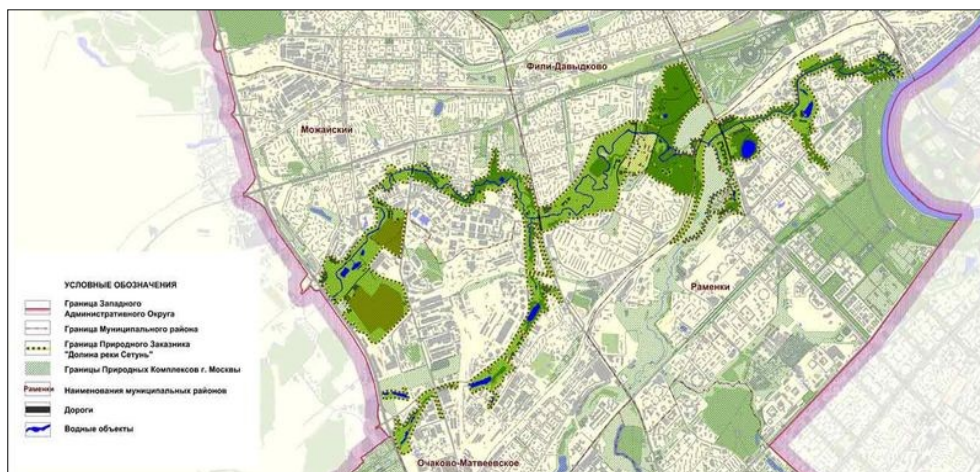 Фили-Давыдково
Можайский
Раменки
Очаково-Матвеевское
УСЛОВНЫЕ ОБОЗНАЧЕНИЯ
Граница Западного
Административного Округа
Граница Муниципального района
Граница Природного Заказника
"Долина реки Сетунь"
Границы Природных Комплексов г. Москвы
Раменки Наименования муниципальных районов
Дороги
Водные объекты